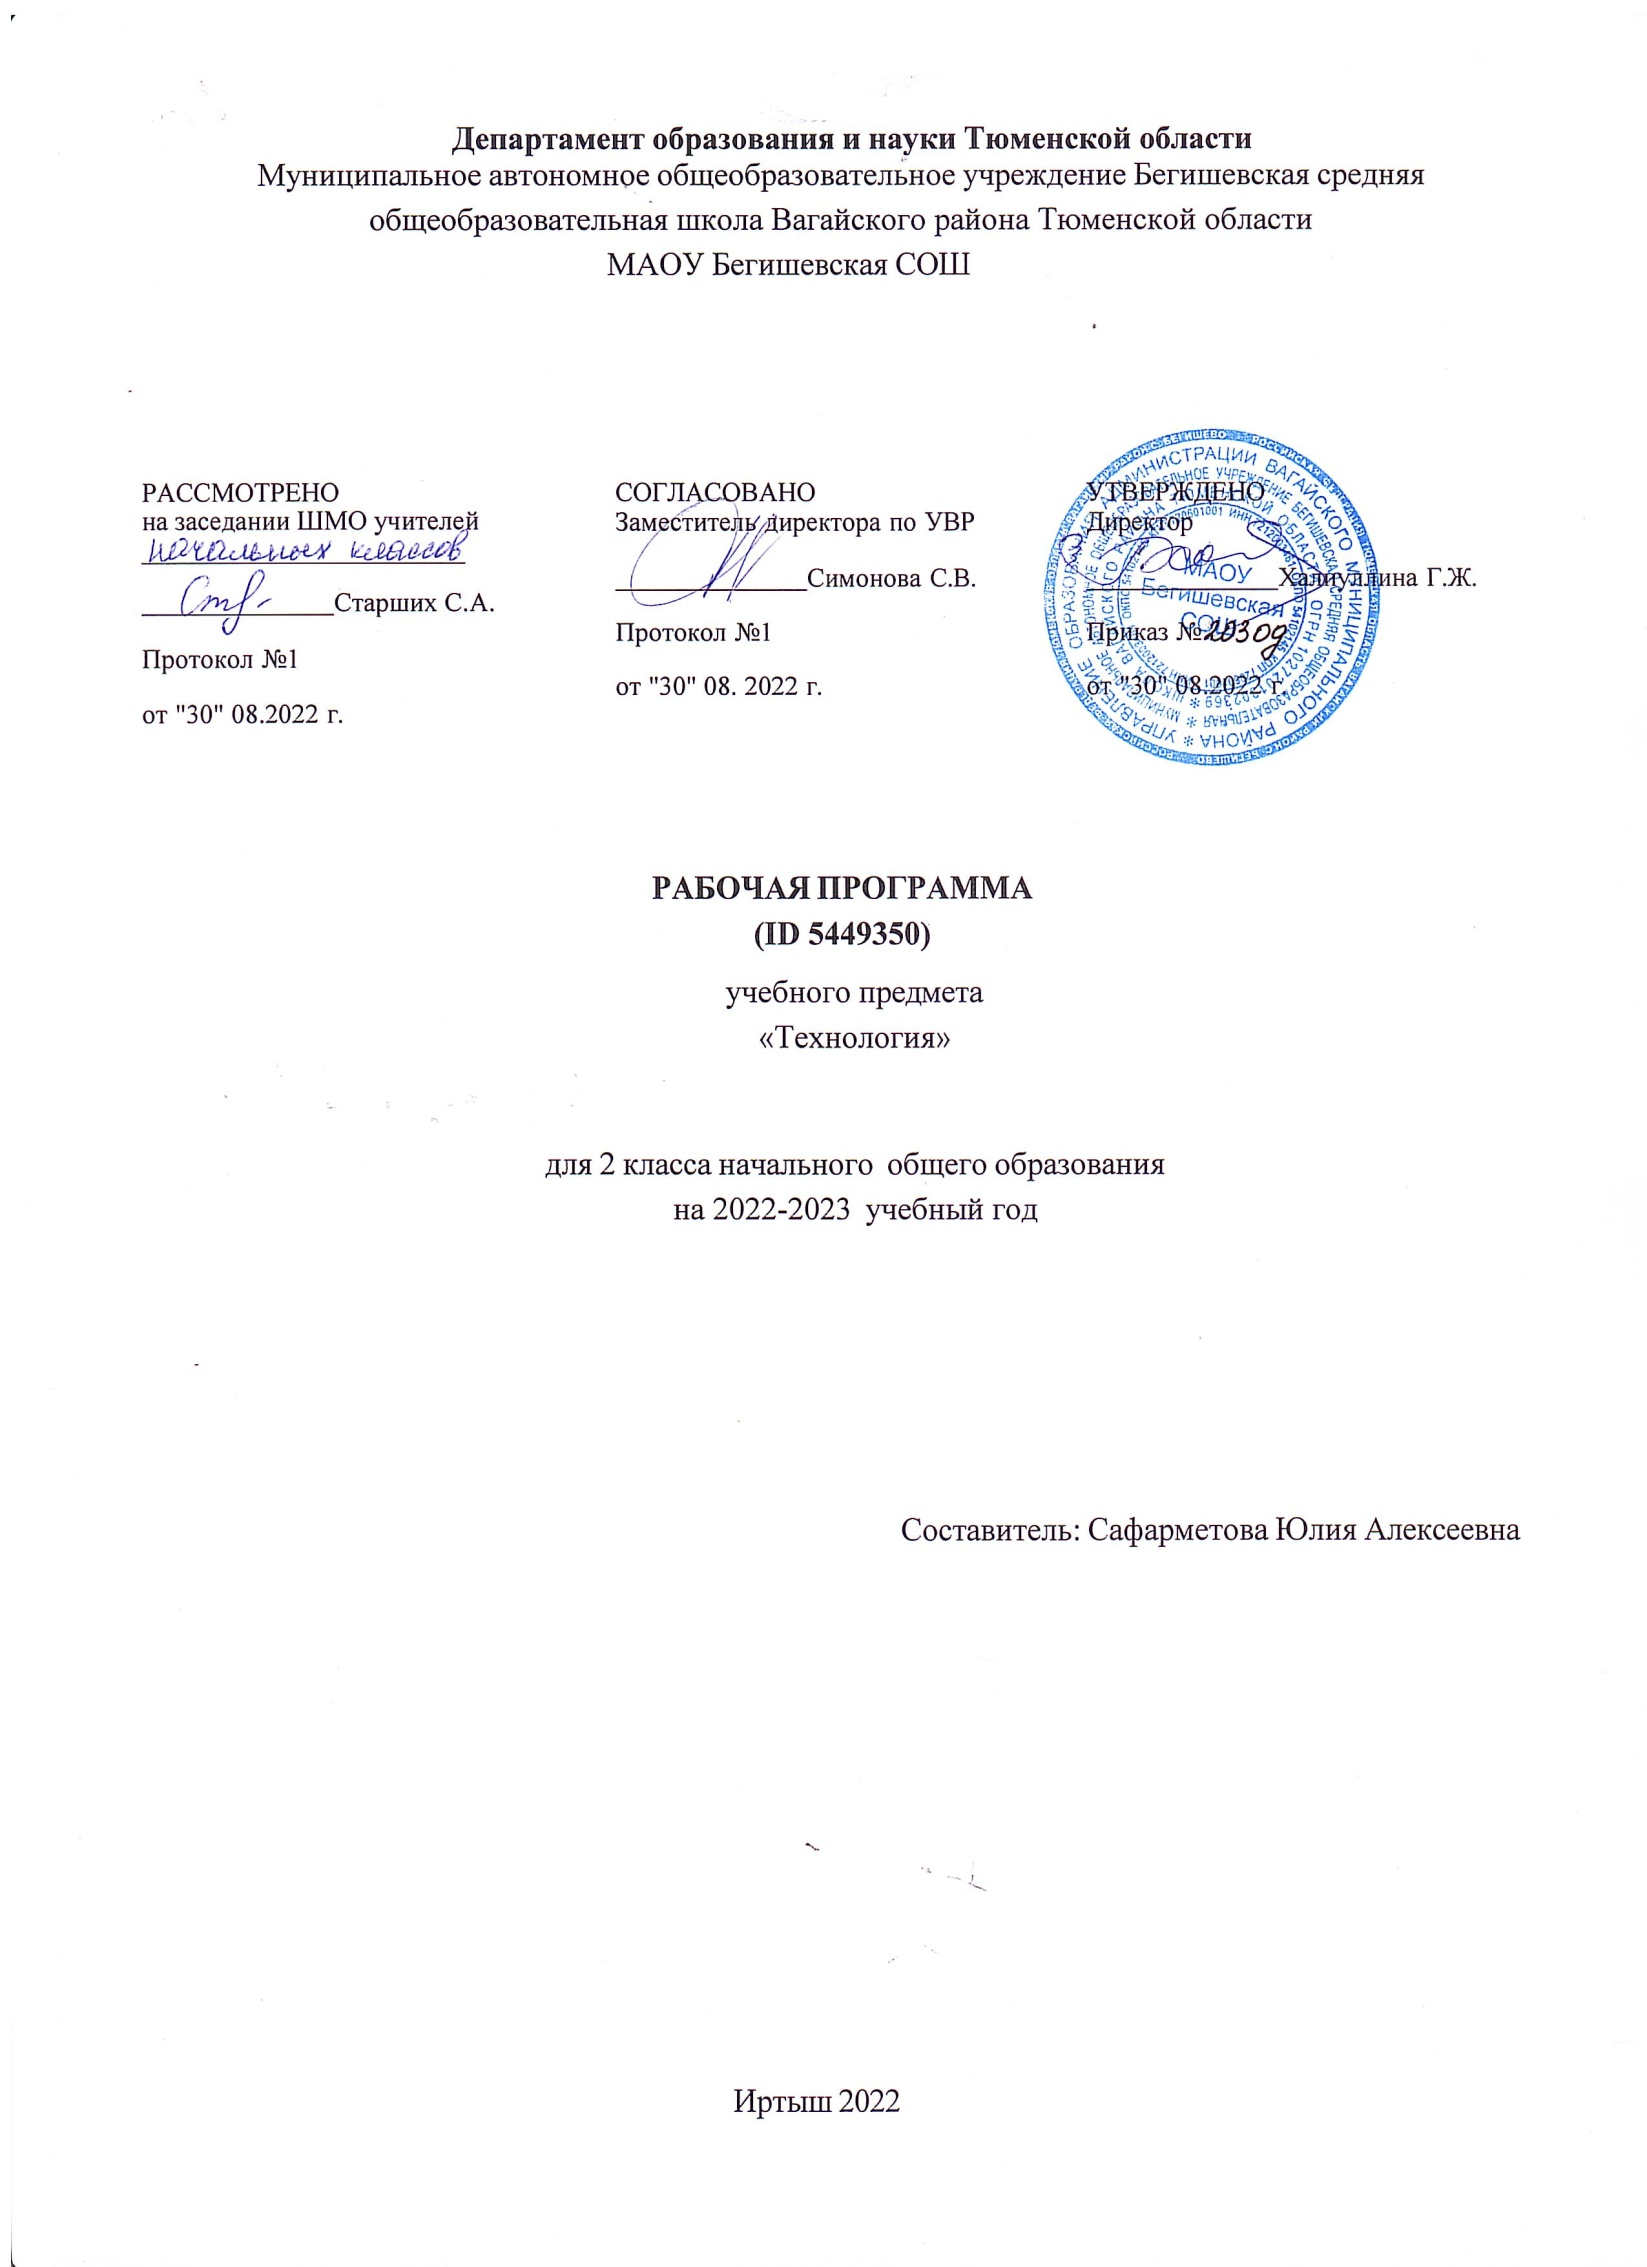 Департамент образования и науки Тюменской области
Муниципальное автономное общеобразовательное учреждение Бегишевская средняя
общеобразовательная школа Вагайского района Тюменской области
МАОУ Бегишевская СОШ
РАССМОТРЕНО
на заседании ШМО учителей
начальных классов
Старших С.А.
Протокол №1
от "30" 08.2022 г.
СОГЛАСОВАНО
Заместитель директора по УВР
Симонова С.В.
Протокол №1
от "30" 08. 2022 г.
УТВЕРЖДЕНО
Директор
Халиуллина Г.Ж.
Приказ №
от "30" 08.2022 г.
МАОУ
Бегишевская
СОШ
РАБОЧАЯ ПРОГРАММА
(ID 5449350)
учебного предмета
«Технология»
для 2 класса начального  общего образования
на 2022-2023  учебный год
Составитель: Сафарметова Юлия Алексеевна
Иртыш 2022